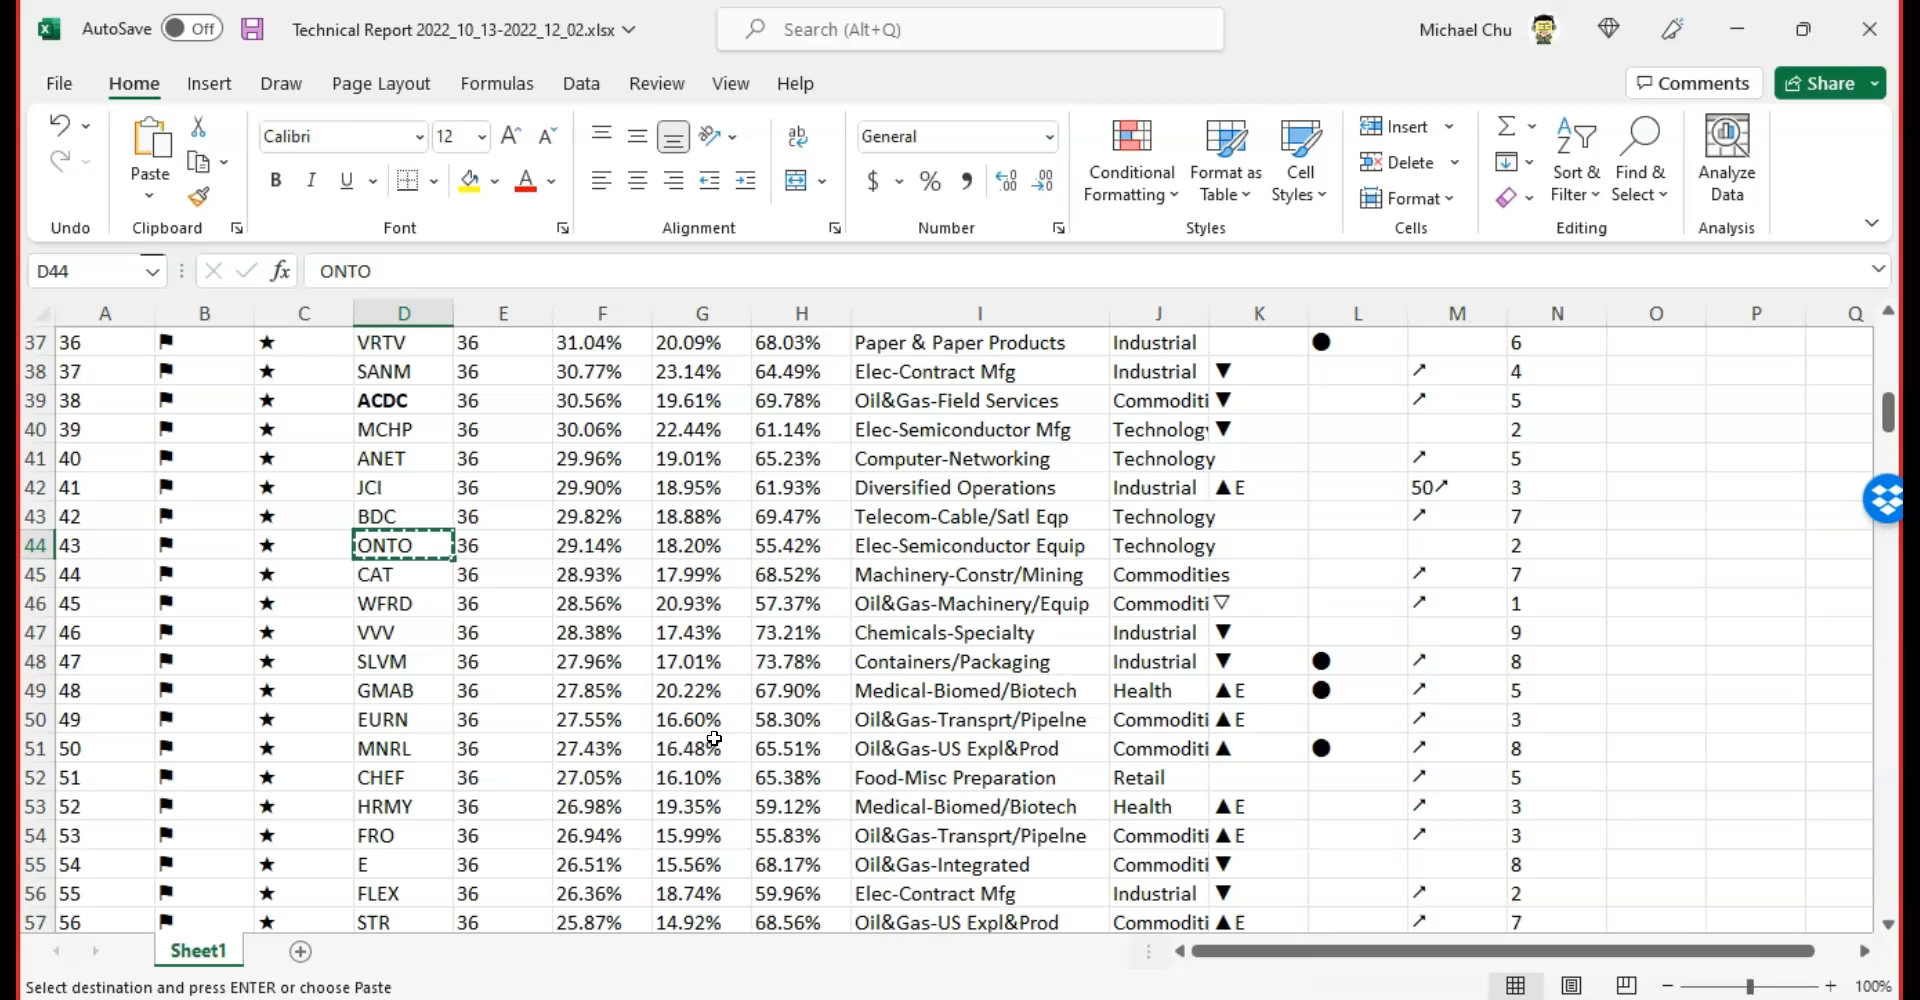 AutoSave Off Technical Report 2022_10_13-2022_12_02.xlsx Search (Alt+Q) Michael Chu
File Home Insert Draw Page Layout Formulas Data Review View Help Comments Share
Paste Calibri 12 General Conditional Formatting Format as Table Cell Styles Insert Delete Format Sort & Filter Find & Select Analyze Data
Undo Clipboard Font Alignment Number Styles Cells Editing Analysis
D44 fx ONTO
A B C D E F G H I J K L M N O P Q
37 36 VRTV 36 31.04% 20.09% 68.03% Paper & Paper Products Industrial ● 6
38 37 SANM 36 30.77% 23.14% 64.49% Elec-Contract Mfg Industrial ▼ ↗ 4
39 38 ACDC 36 30.56% 19.61% 69.78% Oil&Gas-Field Services Commoditi ▼ ↗ 5
40 39 MCHP 36 30.06% 22.44% 61.14% Elec-Semiconductor Mfg Technology ▼ 2
41 40 ANET 36 29.96% 19.01% 65.23% Computer-Networking Technology ↗ 5
42 41 JCI 36 29.90% 18.95% 61.93% Diversified Operations Industrial ▲E 50↗ 3
43 42 BDC 36 29.82% 18.88% 69.47% Telecom-Cable/Satl Eqp Technology ↗ 7
44 43 ONTO 36 29.14% 18.20% 55.42% Elec-Semiconductor Equip Technology 2
45 44 CAT 36 28.93% 17.99% 68.52% Machinery-Constr/Mining Commodities ↗ 7
46 45 WFRD 36 28.56% 20.93% 57.37% Oil&Gas-Machinery/Equip Commoditi ▽ ↗ 1
47 46 VVV 36 28.38% 17.43% 73.21% Chemicals-Specialty Industrial ▼ 9
48 47 SLVM 36 27.96% 17.01% 73.78% Containers/Packaging Industrial ▼ ● ↗ 8
49 48 GMAB 36 27.85% 20.22% 67.90% Medical-Biomed/Biotech Health ▲E ● ↗ 5
50 49 EURN 36 27.55% 16.60% 58.30% Oil&Gas-Transprt/Pipelne Commoditi ▲E ↗ 3
51 50 MNRL 36 27.43% 16.48% 65.51% Oil&Gas-US Expl&Prod Commoditi ▲ ● ↗ 8
52 51 CHEF 36 27.05% 16.10% 65.38% Food-Misc Preparation Retail ↗ 5
53 52 HRMY 36 26.98% 19.35% 59.12% Medical-Biomed/Biotech Health ▲E ↗ 3
54 53 FRO 36 26.94% 15.99% 55.83% Oil&Gas-Transprt/Pipelne Commoditi ▲E ↗ 3
55 54 E 36 26.51% 15.56% 68.17% Oil&Gas-Integrated Commoditi ▼ 8
56 55 FLEX 36 26.36% 18.74% 59.96% Elec-Contract Mfg Industrial ▼ ↗ 2
57 56 STR 36 25.87% 14.92% 68.56% Oil&Gas-US Expl&Prod Commoditi ▲E ↗ 7
Sheet1
Select destination and press ENTER or choose Paste 100%